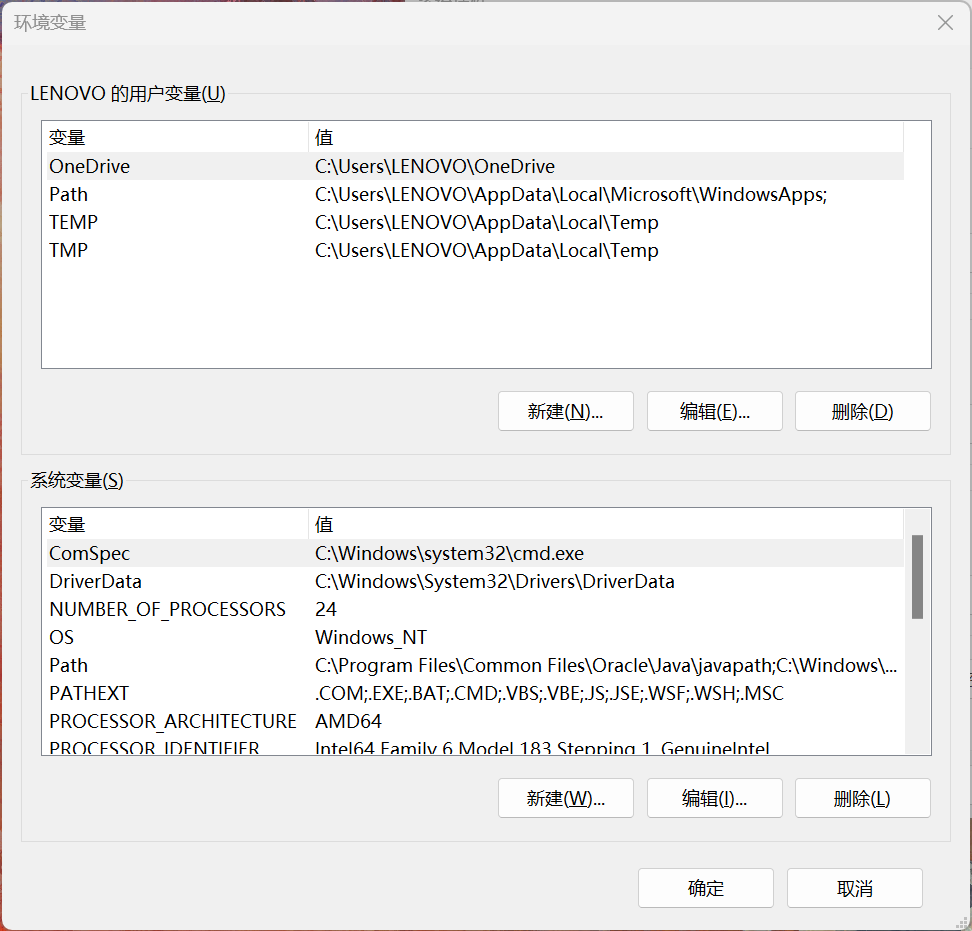 环境变量
LENOVO 的用户变量(U)
变量 值
OneDrive C:\Users\LENOVO\OneDrive
Path C:\Users\LENOVO\AppData\Local\Microsoft\WindowsApps;
TEMP C:\Users\LENOVO\AppData\Local\Temp
TMP C:\Users\LENOVO\AppData\Local\Temp
新建(N)... 编辑(E)... 删除(D)
系统变量(S)
变量 值
ComSpec C:\Windows\system32\cmd.exe
DriverData C:\Windows\System32\Drivers\DriverData
NUMBER_OF_PROCESSORS 24
OS Windows_NT
Path C:\Program Files\Common Files\Oracle\Java\javapath;C:\Windows\...
PATHEXT .COM;.EXE;.BAT;.CMD;.VBS;.VBE;.JS;.JSE;.WSF;.WSH;.MSC
PROCESSOR_ARCHITECTURE AMD64
PROCESSOR_IDENTIFIER Intel64 Family 6 Model 183 Stepping 1, GenuineIntel
新建(W)... 编辑(I)... 删除(L)
确定 取消